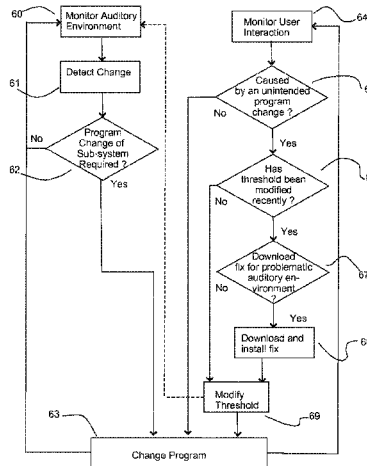 60
Monitor Auditory
Environment
61
Detect Change
No
Program
Change of
Sub-system
Required ?
62
Yes
64
Monitor User
Interaction
Caused
by an unintended
program
change ?
No
Yes
Has
threshold been
modified
recently ?
No
Yes
Download
fix for problematic
auditory en-
vironment
?
67
No
Yes
Download and
install fix
Modify
Threshold
69
63
Change Program